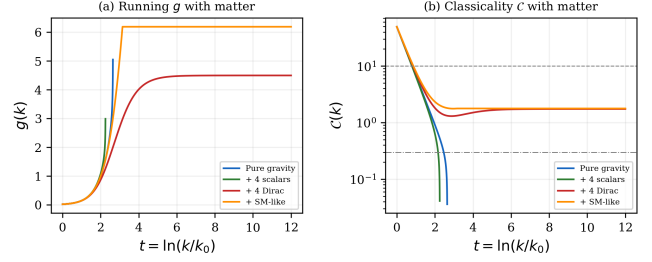 (a) Running g with matter
g(k)
6
5
4
3
2
1
0
0 2 4 6 8 10 12
t = ln(k/k₀)
Pure gravity
+ 4 scalars
+ 4 Dirac
+ SM-like
(b) Classicality 𝒞 with matter
𝒞(k)
10¹
10⁰
10⁻¹
0 2 4 6 8 10 12
t = ln(k/k₀)
Pure gravity
+ 4 scalars
+ 4 Dirac
+ SM-like